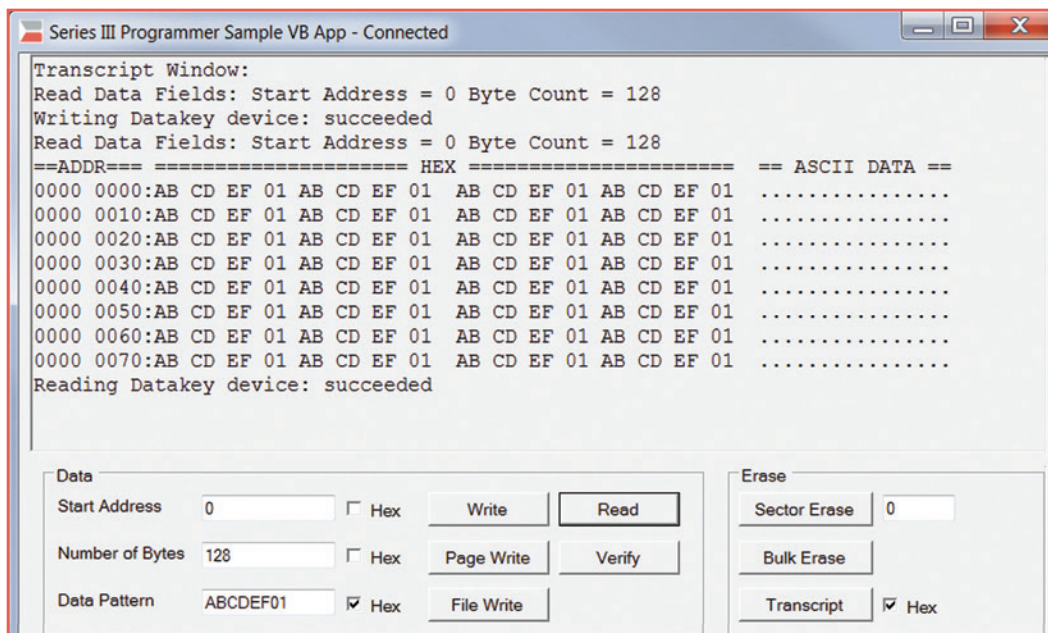 Series III Programmer Sample VB App - Connected
Transcript Window:
Read Data Fields: Start Address = 0 Byte Count = 128
Writing Datakey device: succeeded
Read Data Fields: Start Address = 0 Byte Count = 128
==ADDR=== ===================== HEX ======================  == ASCII DATA ==
0000 0000:AB CD EF 01 AB CD EF 01  AB CD EF 01 AB CD EF 01  ................
0000 0010:AB CD EF 01 AB CD EF 01  AB CD EF 01 AB CD EF 01  ................
0000 0020:AB CD EF 01 AB CD EF 01  AB CD EF 01 AB CD EF 01  ................
0000 0030:AB CD EF 01 AB CD EF 01  AB CD EF 01 AB CD EF 01  ................
0000 0040:AB CD EF 01 AB CD EF 01  AB CD EF 01 AB CD EF 01  ................
0000 0050:AB CD EF 01 AB CD EF 01  AB CD EF 01 AB CD EF 01  ................
0000 0060:AB CD EF 01 AB CD EF 01  AB CD EF 01 AB CD EF 01  ................
0000 0070:AB CD EF 01 AB CD EF 01  AB CD EF 01 AB CD EF 01  ................
Reading Datakey device: succeeded
Data
Start Address 0 Hex Write Read
Number of Bytes 128 Hex Page Write Verify
Data Pattern ABCDEF01 Hex File Write
Erase
Sector Erase 0
Bulk Erase
Transcript Hex